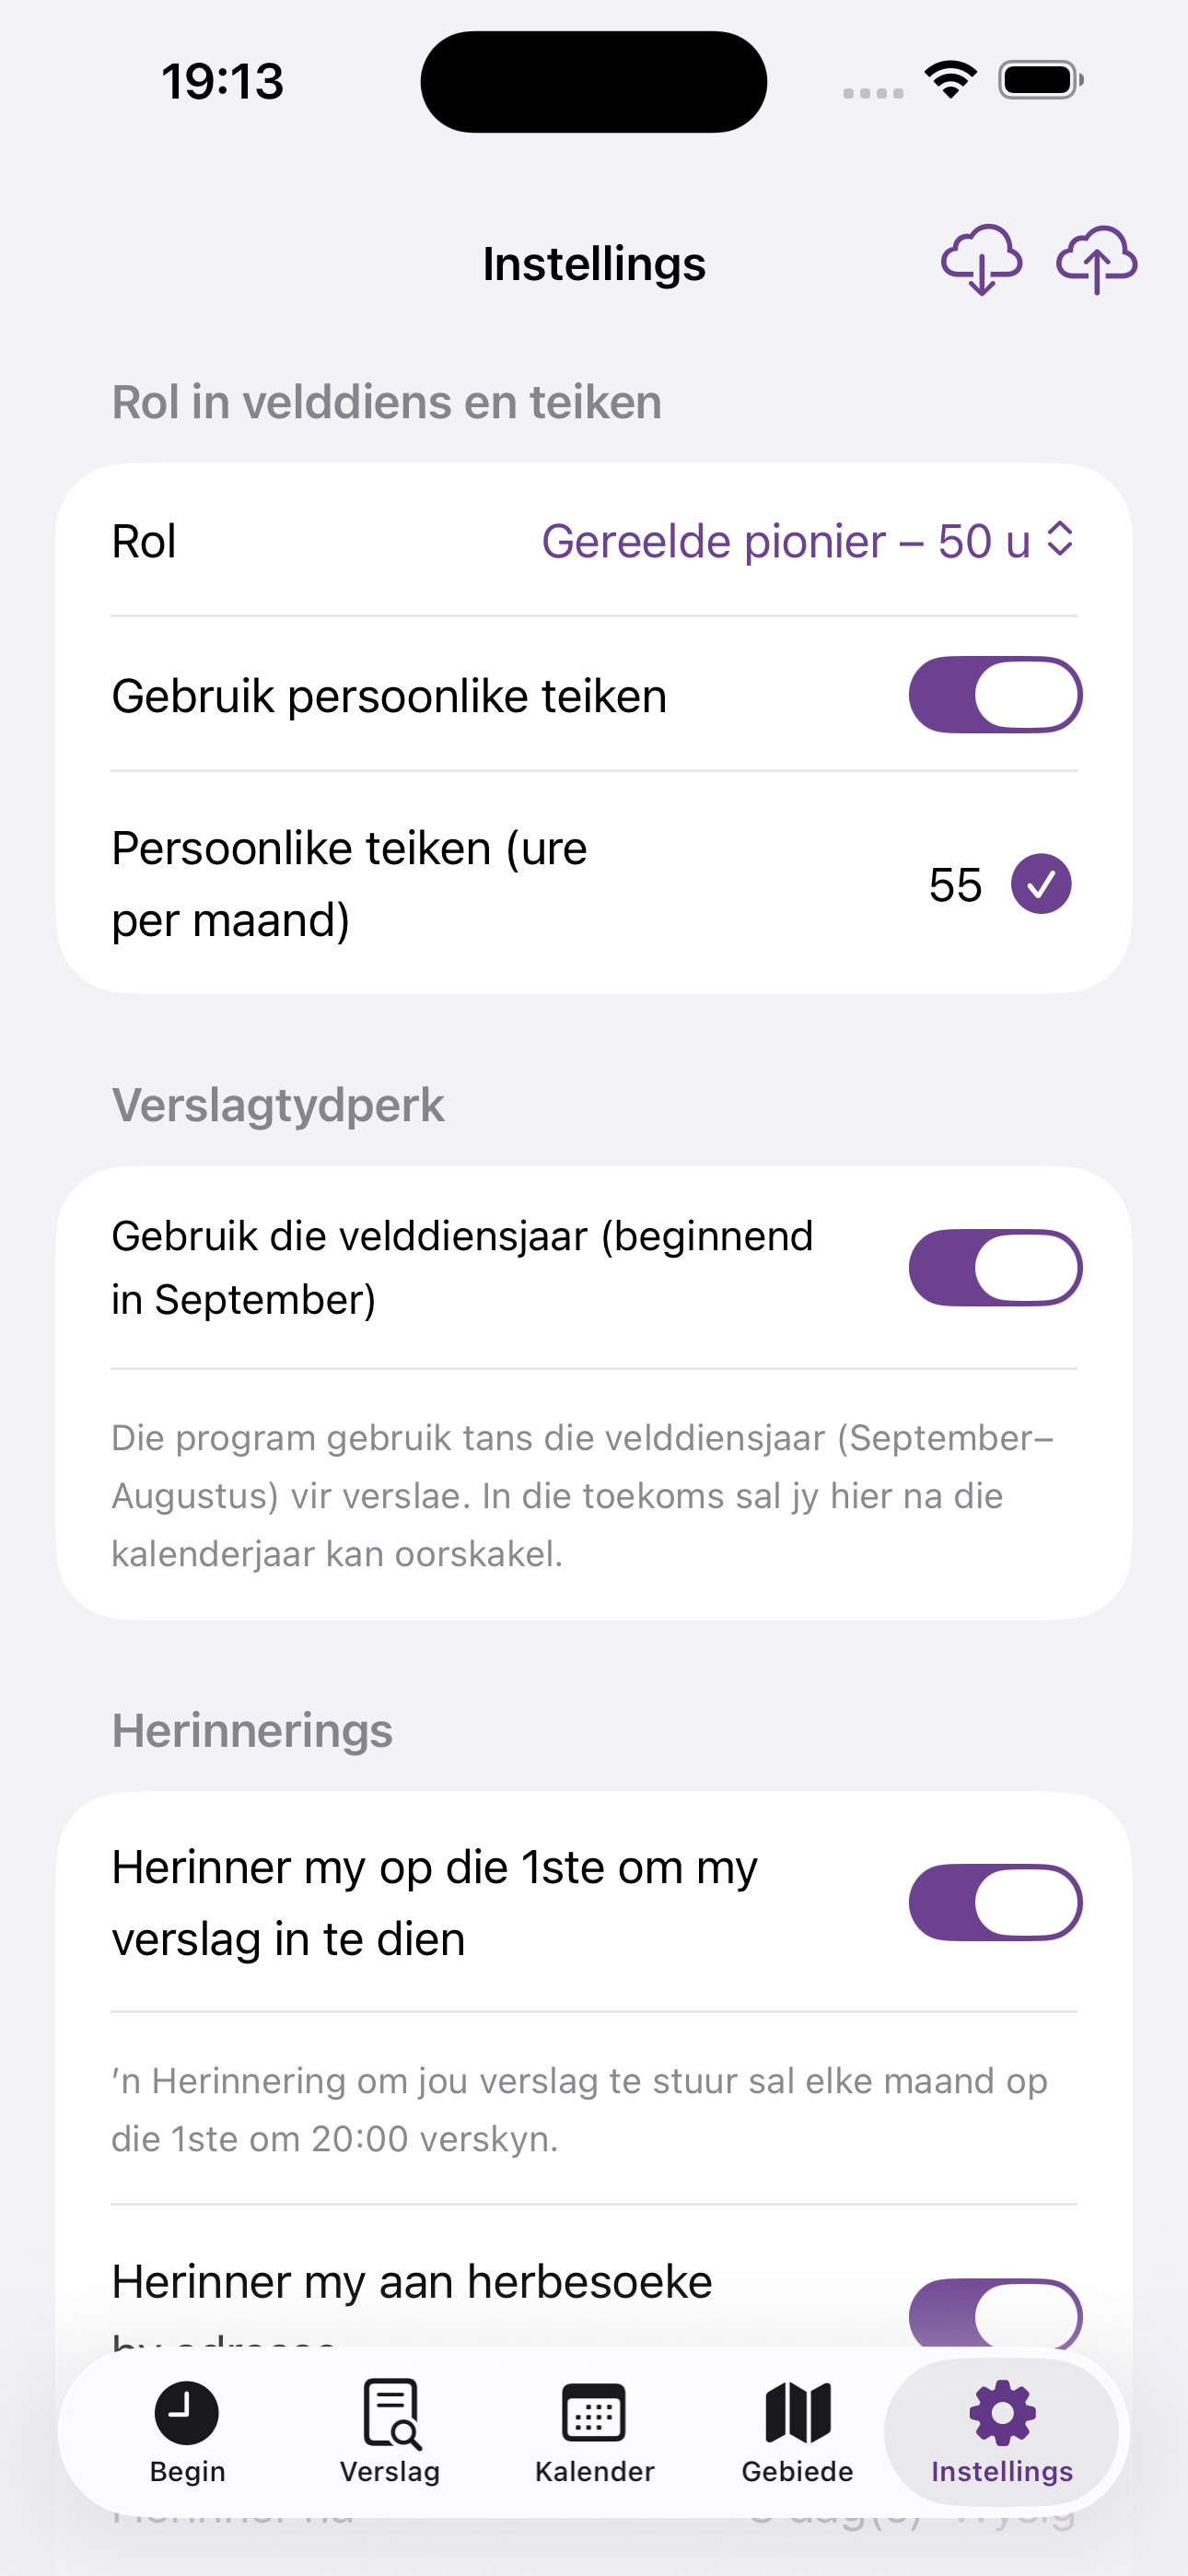 19:13
Instellings
Rol in velddiens en teiken
Rol
Gereelde pionier – 50 u
Gebruik persoonlike teiken
Persoonlike teiken (ure
per maand)
55
Verslagtydperk
Gebruik die velddiensjaar (beginnend
in September)
Die program gebruik tans die velddiensjaar (September–
Augustus) vir verslae. In die toekoms sal jy hier na die
kalenderjaar kan oorskakel.
Herinnerings
Herinner my op die 1ste om my
verslag in te dien
’n Herinnering om jou verslag te stuur sal elke maand op
die 1ste om 20:00 verskyn.
Herinner my aan herbesoeke
Begin
Verslag
Kalender
Gebiede
Instellings